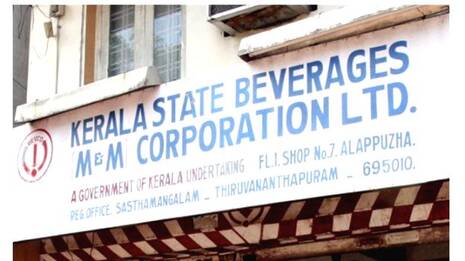 KERALA STATE BEVERAGES
[M & M] CORPORATION LTD.
A GOVERNMENT OF KERALA UNDERTAKING FL.1. SHOP No.7. ALAPPUZHA.
REG OFFICE. SASTHAMANGALAM _ THIRUVANANTHAPURAM _ 695010.